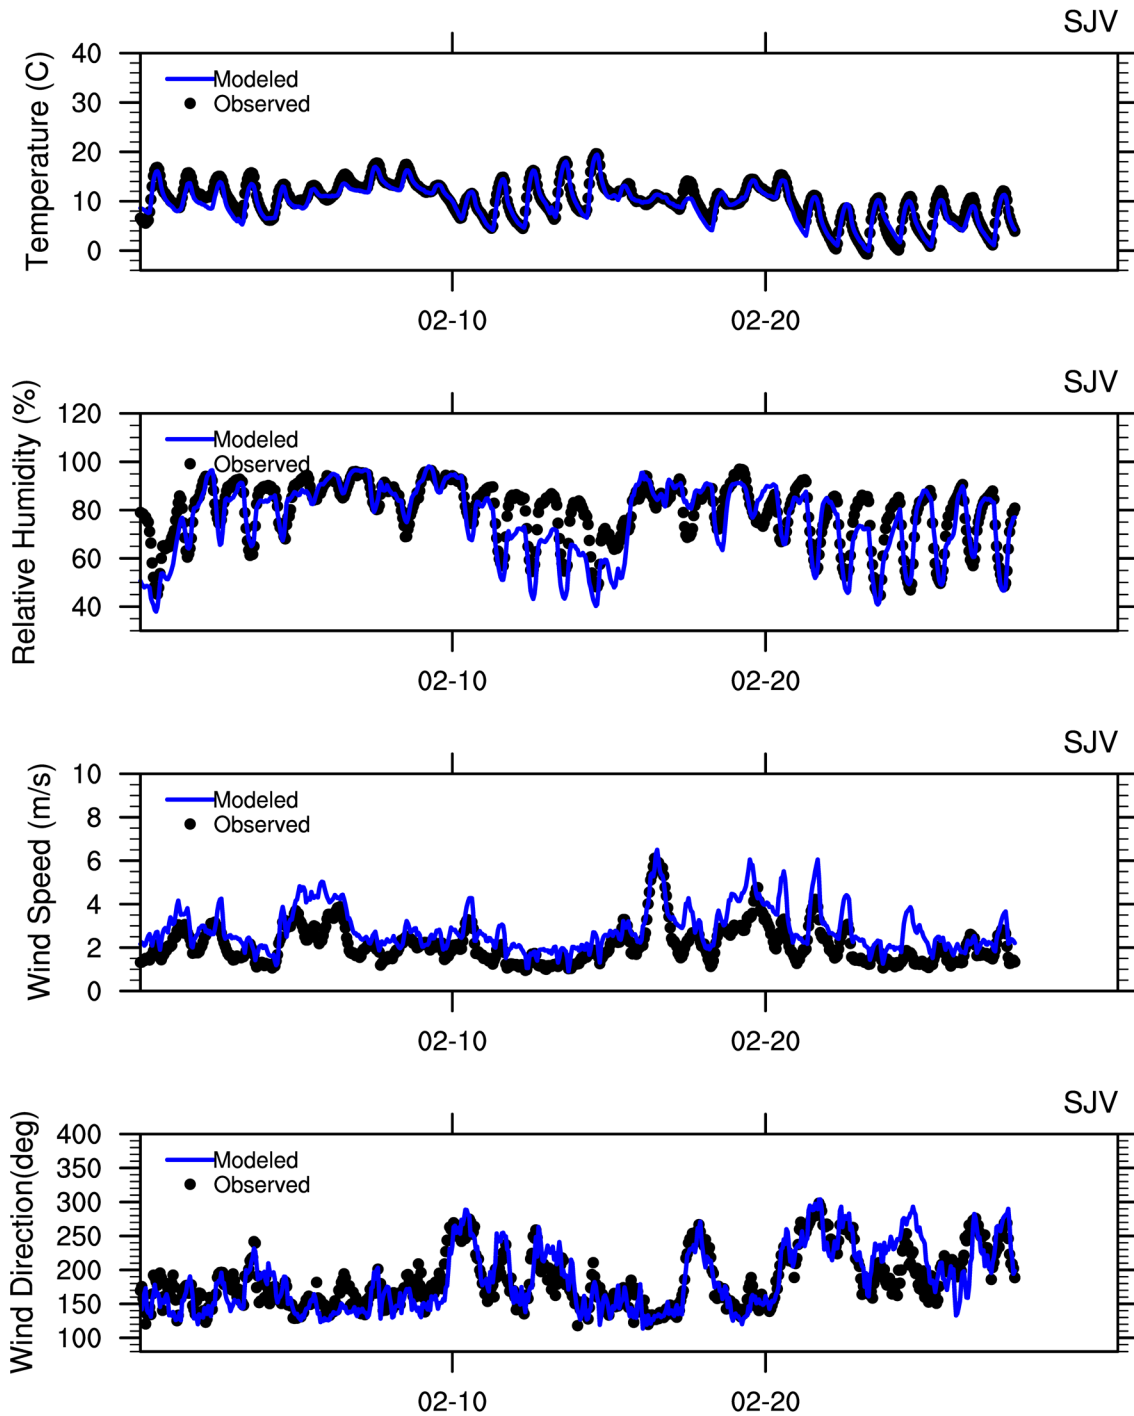 SJV
Temperature (C)
40
30
20
10
0
Modeled
Observed
02-10 02-20
SJV
Relative Humidity (%)
120
100
80
60
40
Modeled
Observed
02-10 02-20
SJV
Wind Speed (m/s)
10
8
6
4
2
0
Modeled
Observed
02-10 02-20
SJV
Wind Direction(deg)
400
350
300
250
200
150
100
Modeled
Observed
02-10 02-20